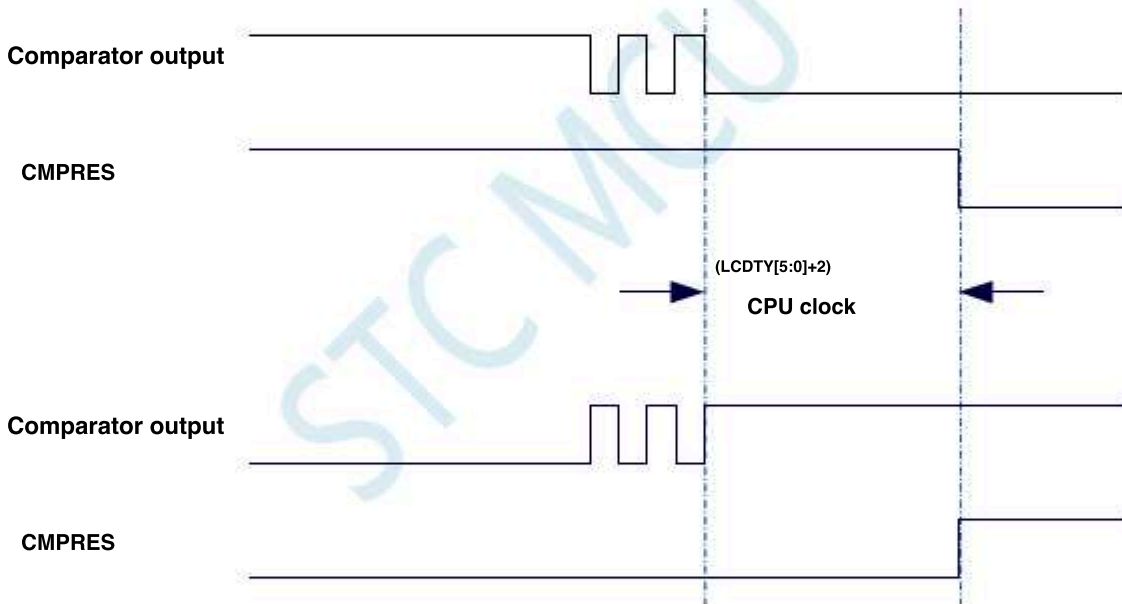 Comparator output
CMPRES
(LCDTY[5:0]+2)
CPU clock
Comparator output
CMPRES
STC MCU